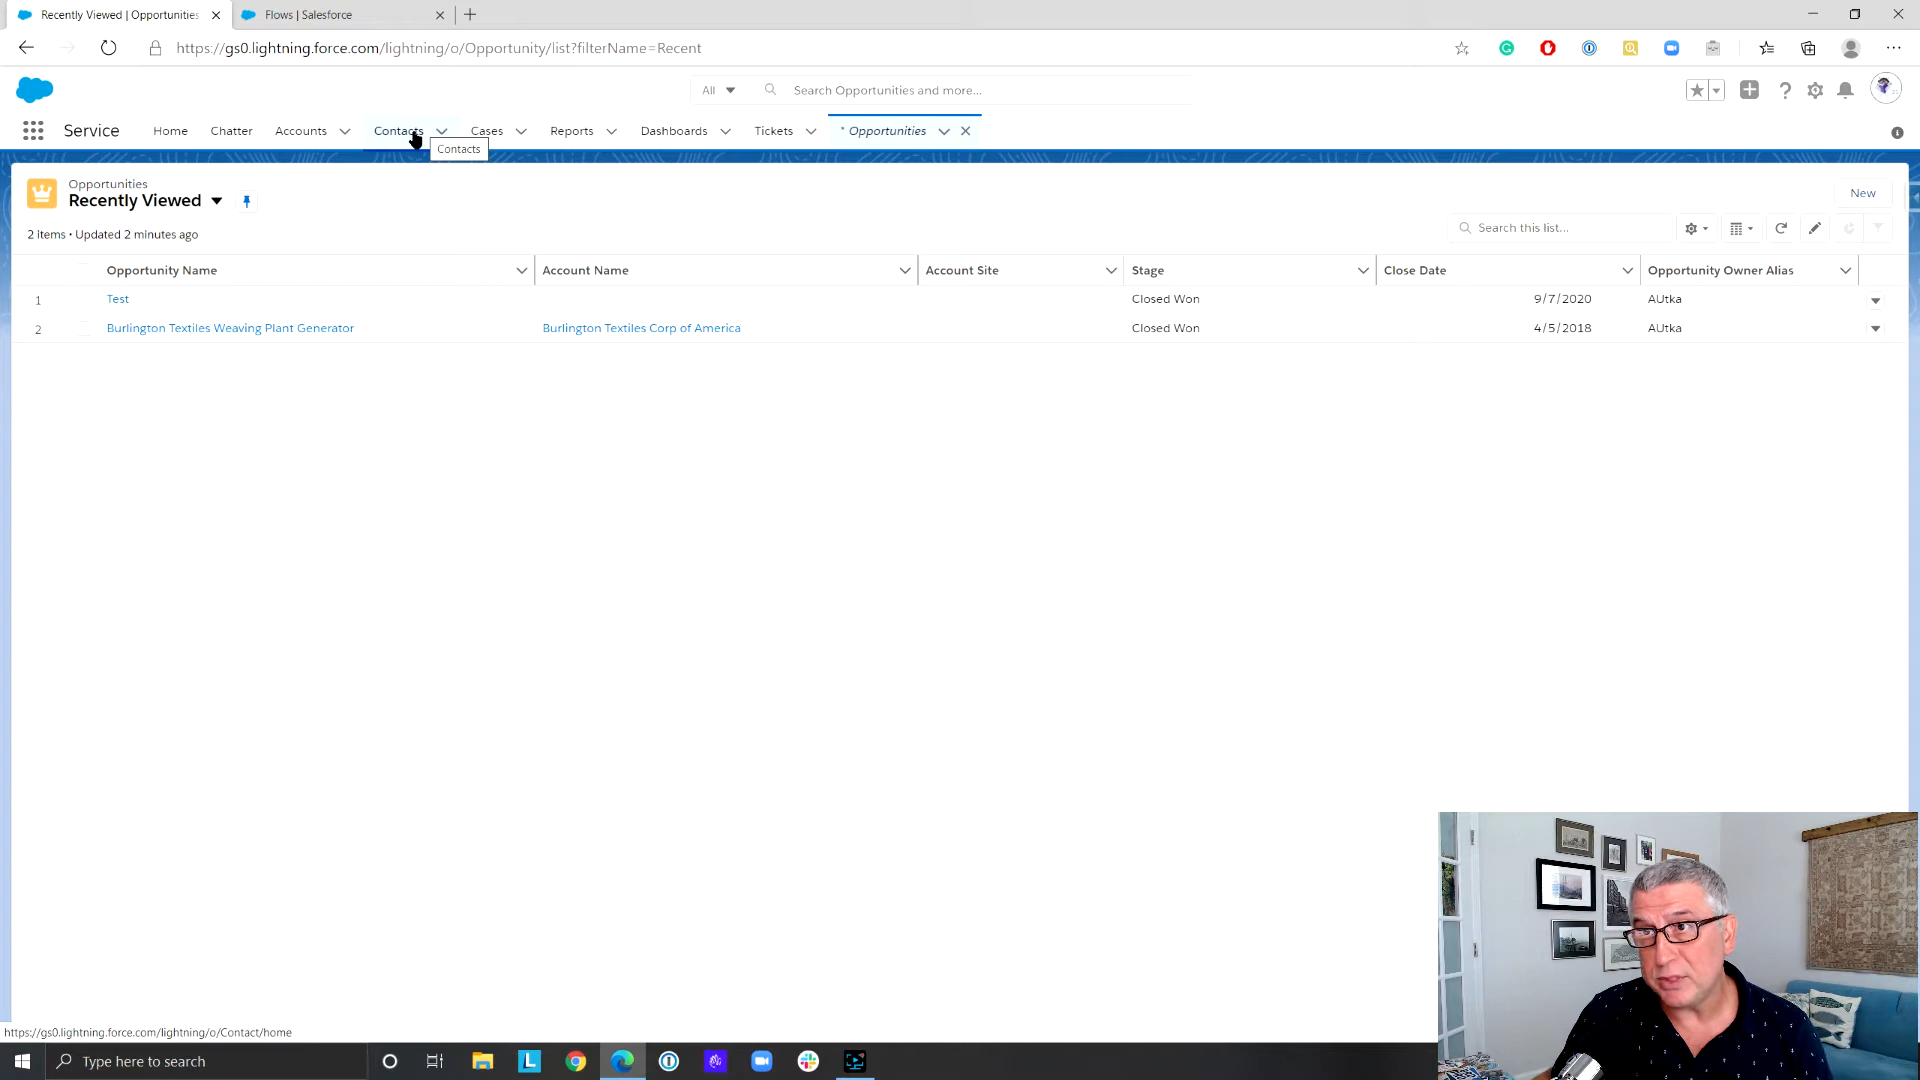 Recently Viewed | Opportunities
Flows | Salesforce
https://gs0.lightning.force.com/lightning/o/Opportunity/list?filterName=Recent
All
Search Opportunities and more...
Service
Home
Chatter
Accounts
Contacts
Cases
Reports
Dashboards
Tickets
* Opportunities
Contacts
Opportunities
Recently Viewed
New
2 items • Updated 2 minutes ago
Search this list...
Opportunity Name
Account Name
Account Site
Stage
Close Date
Opportunity Owner Alias
1
Test
Closed Won
9/7/2020
AUtka
2
Burlington Textiles Weaving Plant Generator
Burlington Textiles Corp of America
Closed Won
4/5/2018
AUtka
https://gs0.lightning.force.com/lightning/o/Contact/home
Type here to search